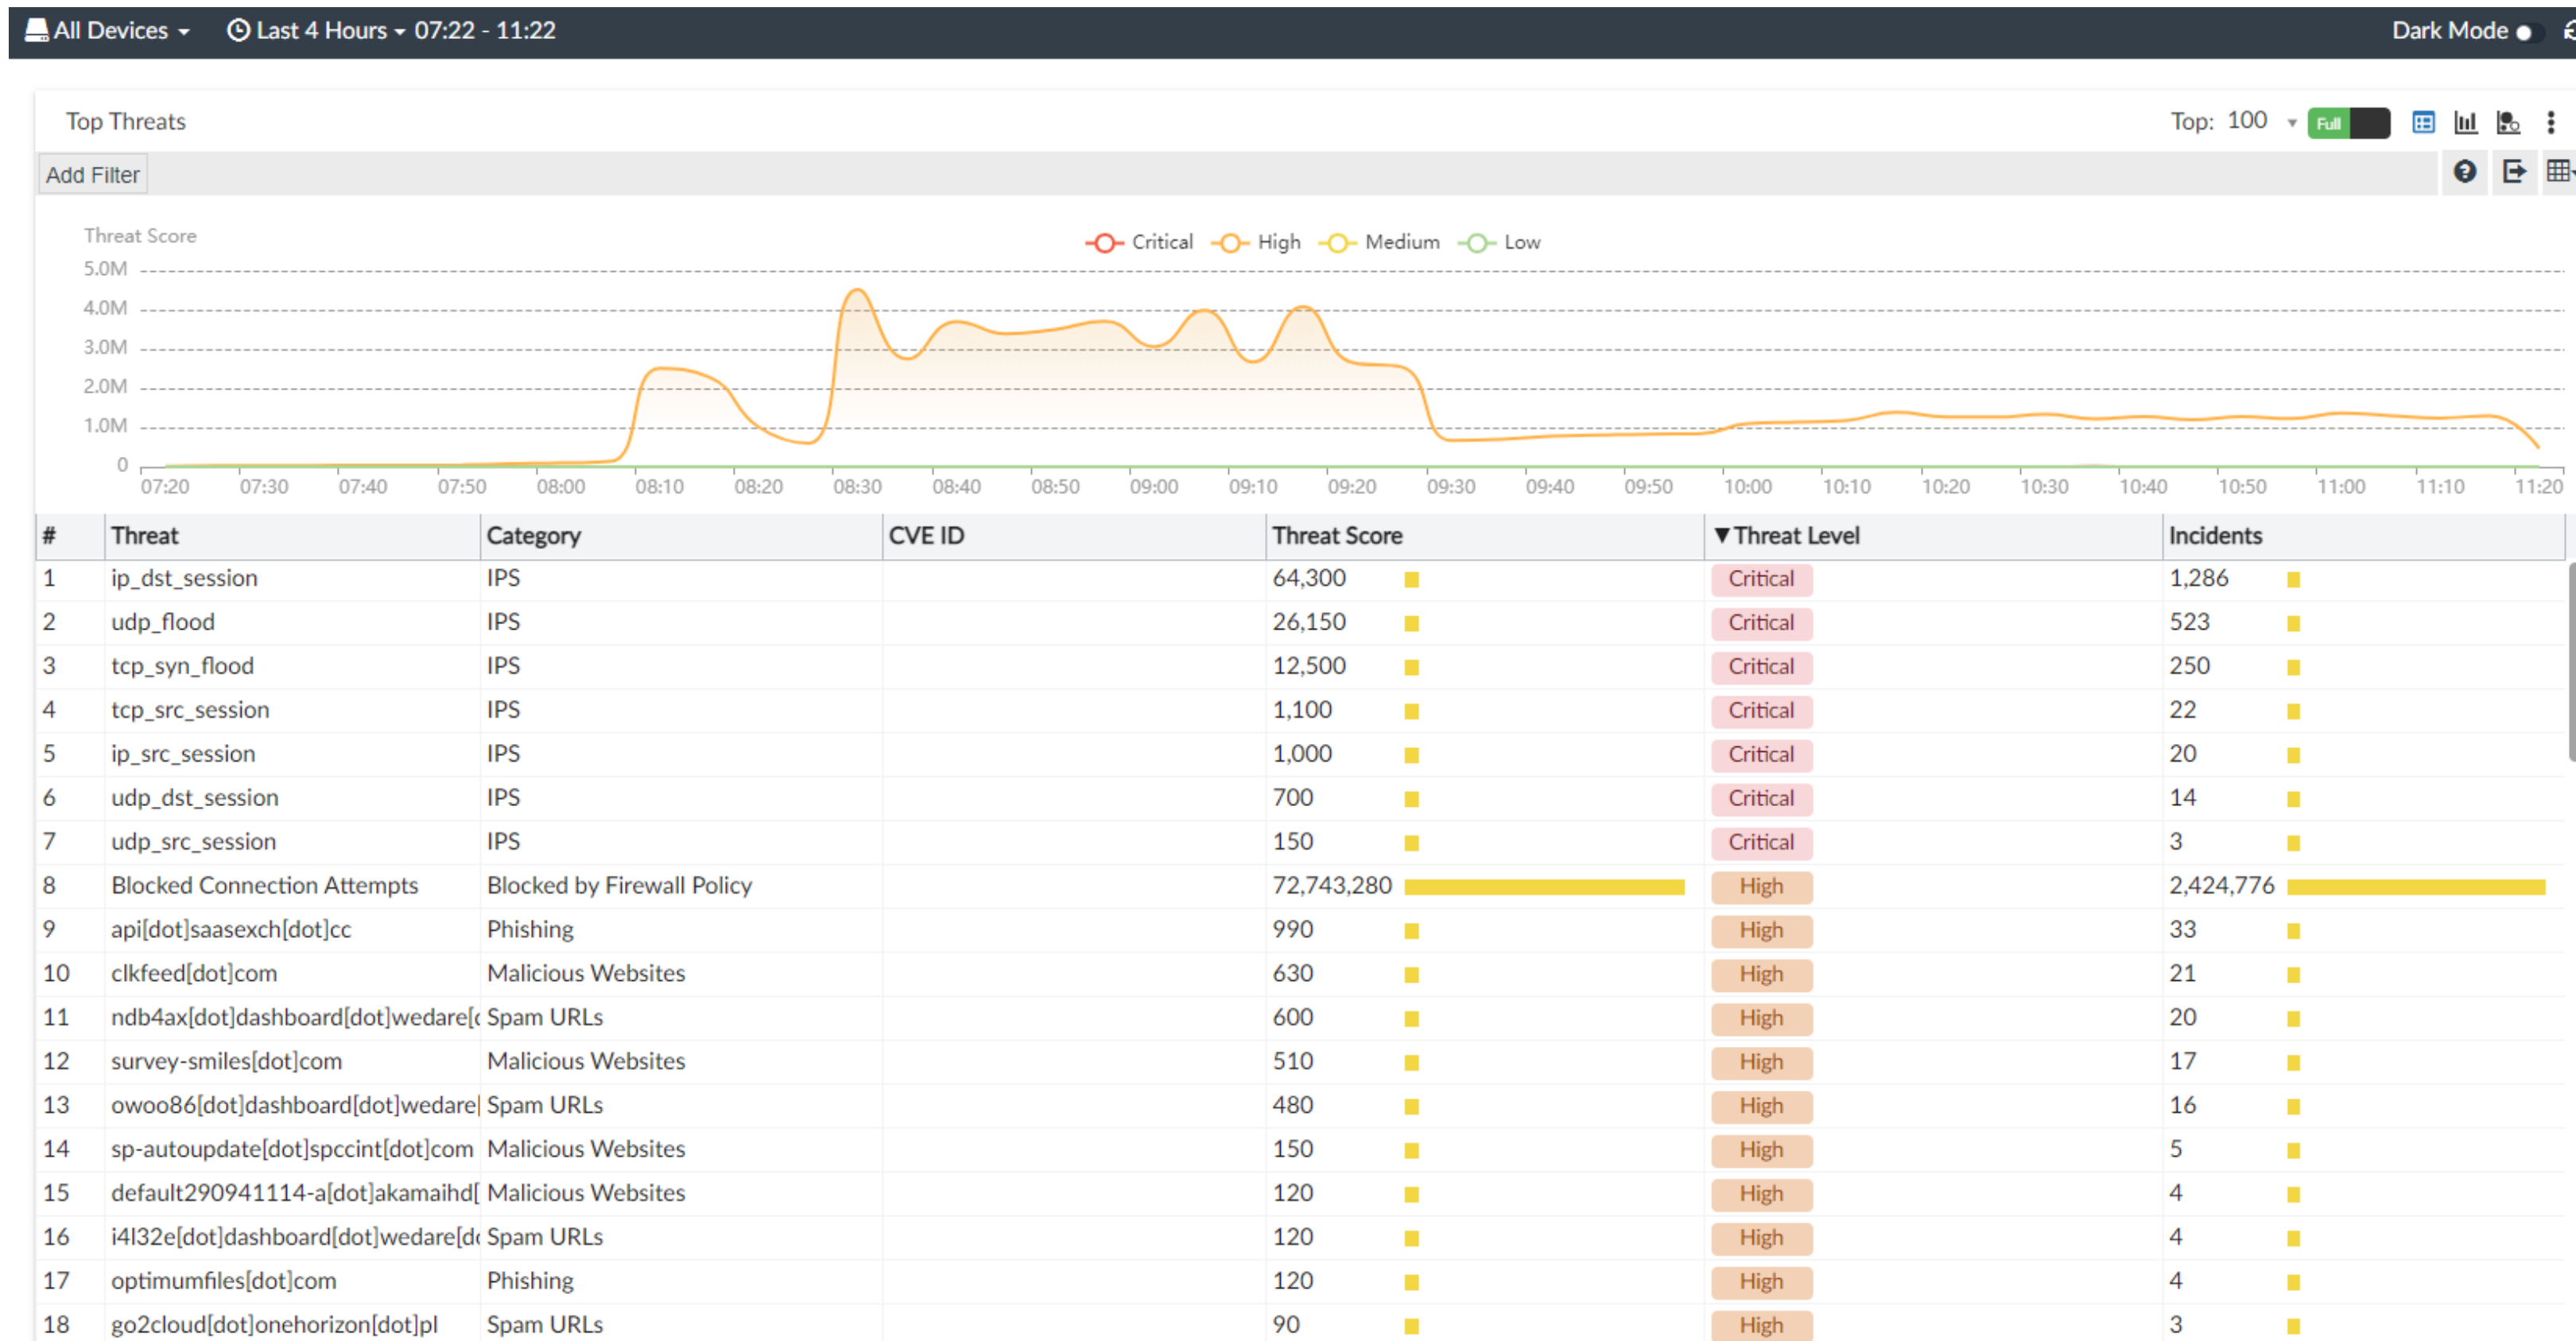 All Devices Last 4 Hours 07:22 - 11:22 Dark Mode
Top Threats Top: 100 Full
Add Filter
Threat Score Critical High Medium Low
5.0M
4.0M
3.0M
2.0M
1.0M
0
07:20 07:30 07:40 07:50 08:00 08:10 08:20 08:30 08:40 08:50 09:00 09:10 09:20 09:30 09:40 09:50 10:00 10:10 10:20 10:30 10:40 10:50 11:00 11:10 11:20
# Threat Category CVE ID Threat Score ▼Threat Level Incidents
1 ip_dst_session IPS 64,300 Critical 1,286
2 udp_flood IPS 26,150 Critical 523
3 tcp_syn_flood IPS 12,500 Critical 250
4 tcp_src_session IPS 1,100 Critical 22
5 ip_src_session IPS 1,000 Critical 20
6 udp_dst_session IPS 700 Critical 14
7 udp_src_session IPS 150 Critical 3
8 Blocked Connection Attempts Blocked by Firewall Policy 72,743,280 High 2,424,776
9 api[dot]saasexch[dot]cc Phishing 990 High 33
10 clkfeed[dot]com Malicious Websites 630 High 21
11 ndb4ax[dot]dashboard[dot]wedare[ Spam URLs 600 High 20
12 survey-smiles[dot]com Malicious Websites 510 High 17
13 owoo86[dot]dashboard[dot]wedare[ Spam URLs 480 High 16
14 sp-autoupdate[dot]spccint[dot]com Malicious Websites 150 High 5
15 default290941114-a[dot]akamaihd[ Malicious Websites 120 High 4
16 i4l32e[dot]dashboard[dot]wedare[d Spam URLs 120 High 4
17 optimumfiles[dot]com Phishing 120 High 4
18 go2cloud[dot]onehorizon[dot]pl Spam URLs 90 High 3